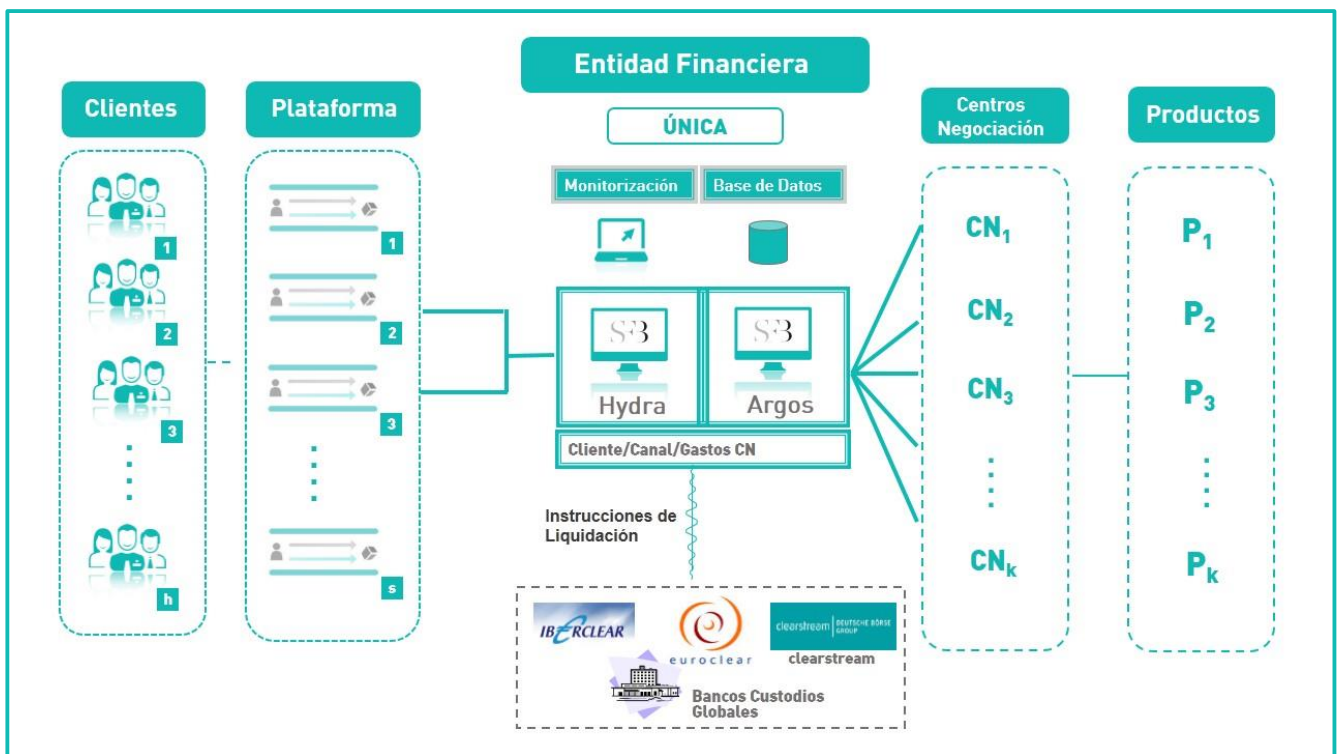 Entidad Financiera
Clientes
Plataforma
ÚNICA
Centros
Negociación
Productos
Monitorización
Base de Datos
1
2
3
h
1
2
3
s
SFB
Hydra
SFB
Argos
Cliente/Canal/Gastos CN
Instrucciones de
Liquidación
IBERCLEAR
euroclear
clearstream
DEUTSCHE BÖRSE
GROUP
clearstream
Bancos Custodios
Globales
CN1
CN2
CN3
CNk
P1
P2
P3
Pk